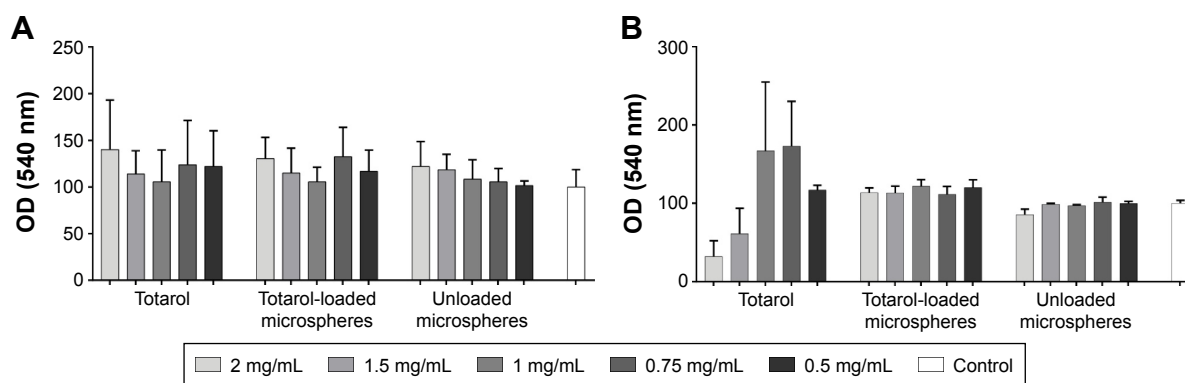 A
OD (540 nm)
250
200
150
100
50
0
Totarol
Totarol-loaded
microspheres
Unloaded
microspheres
B
OD (540 nm)
300
200
100
0
Totarol
Totarol-loaded
microspheres
Unloaded
microspheres
2 mg/mL 1.5 mg/mL 1 mg/mL 0.75 mg/mL 0.5 mg/mL Control